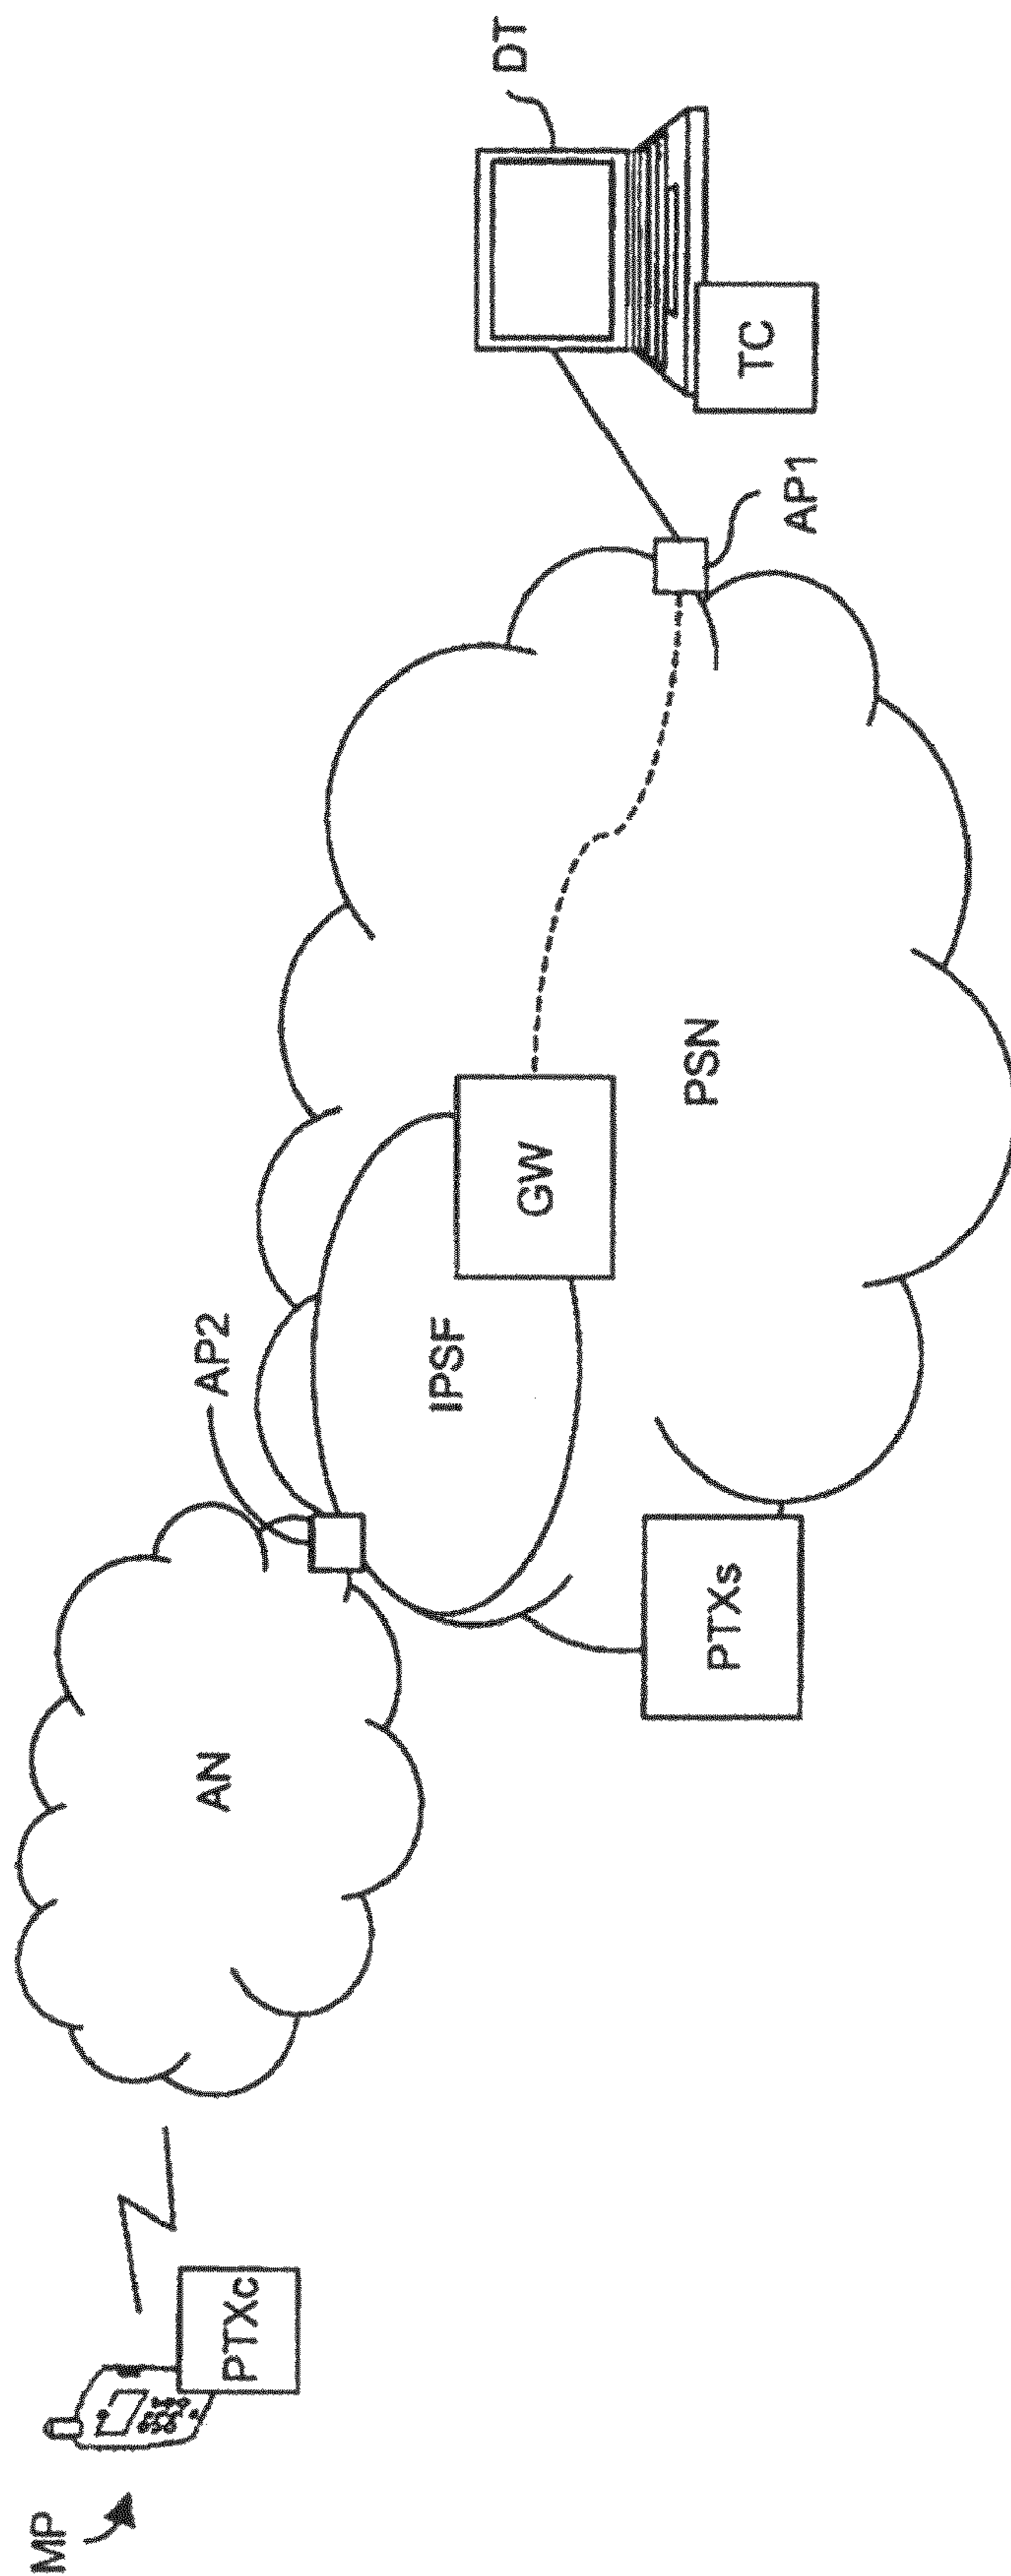 MP
PTXc
AN
AP2
PTXs
IPSF
GW
PSN
AP1
TC
DT